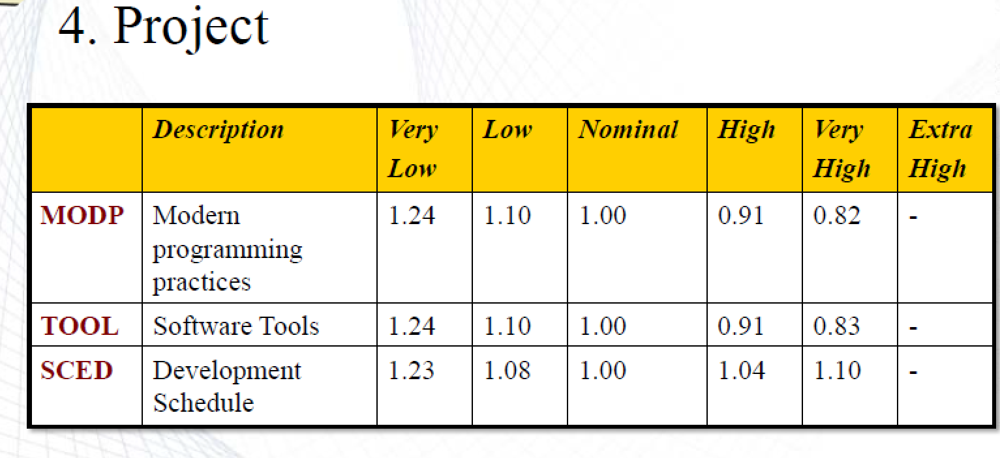 4. Project
Description Very Low Low Nominal High Very High Extra High
MODP Modern programming practices 1.24 1.10 1.00 0.91 0.82 -
TOOL Software Tools 1.24 1.10 1.00 0.91 0.83 -
SCED Development Schedule 1.23 1.08 1.00 1.04 1.10 -